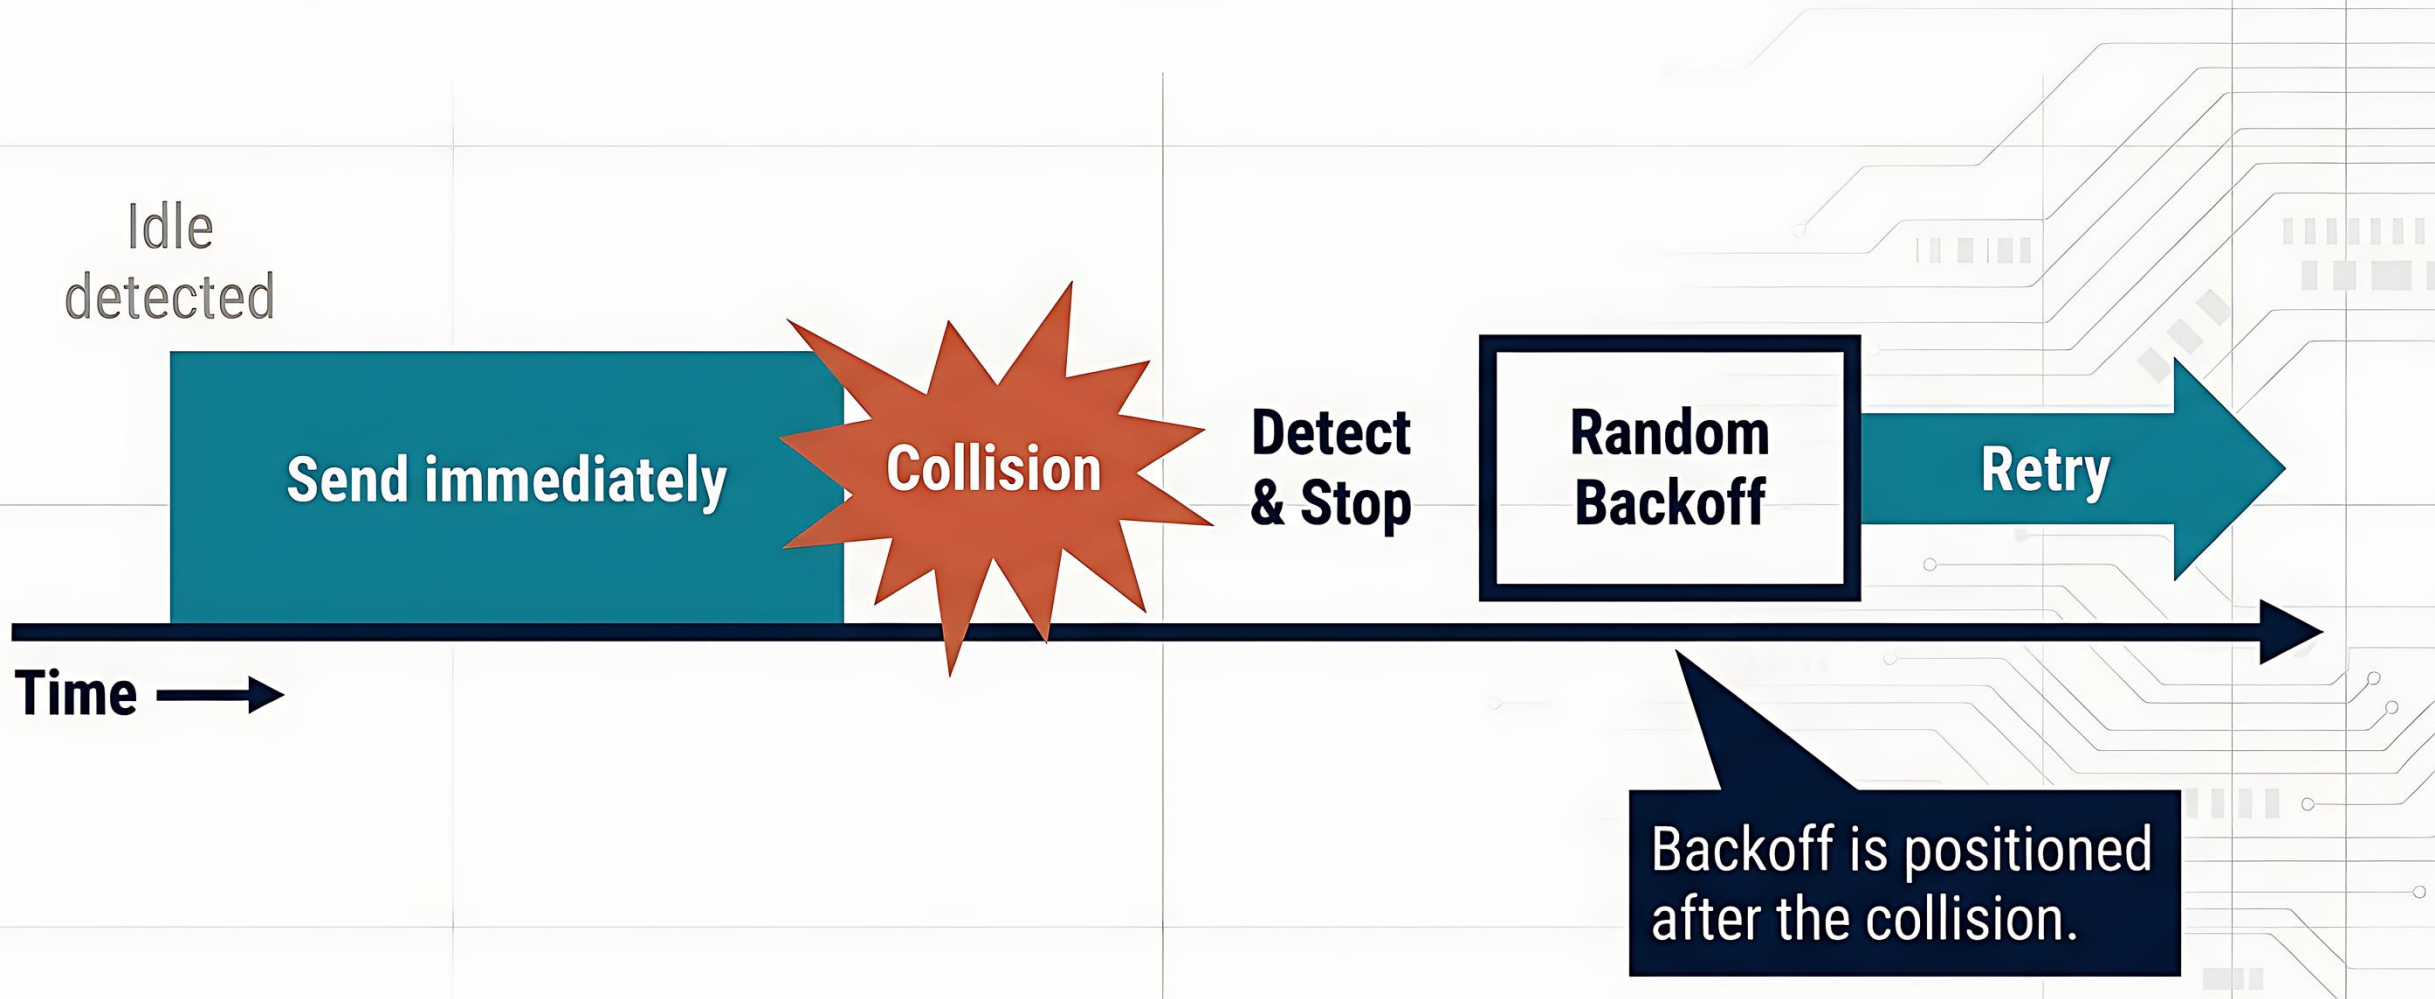 Idle
detected
Send immediately
Collision
Detect
& Stop
Random
Backoff
Retry
Time
Backoff is positioned
after the collision.